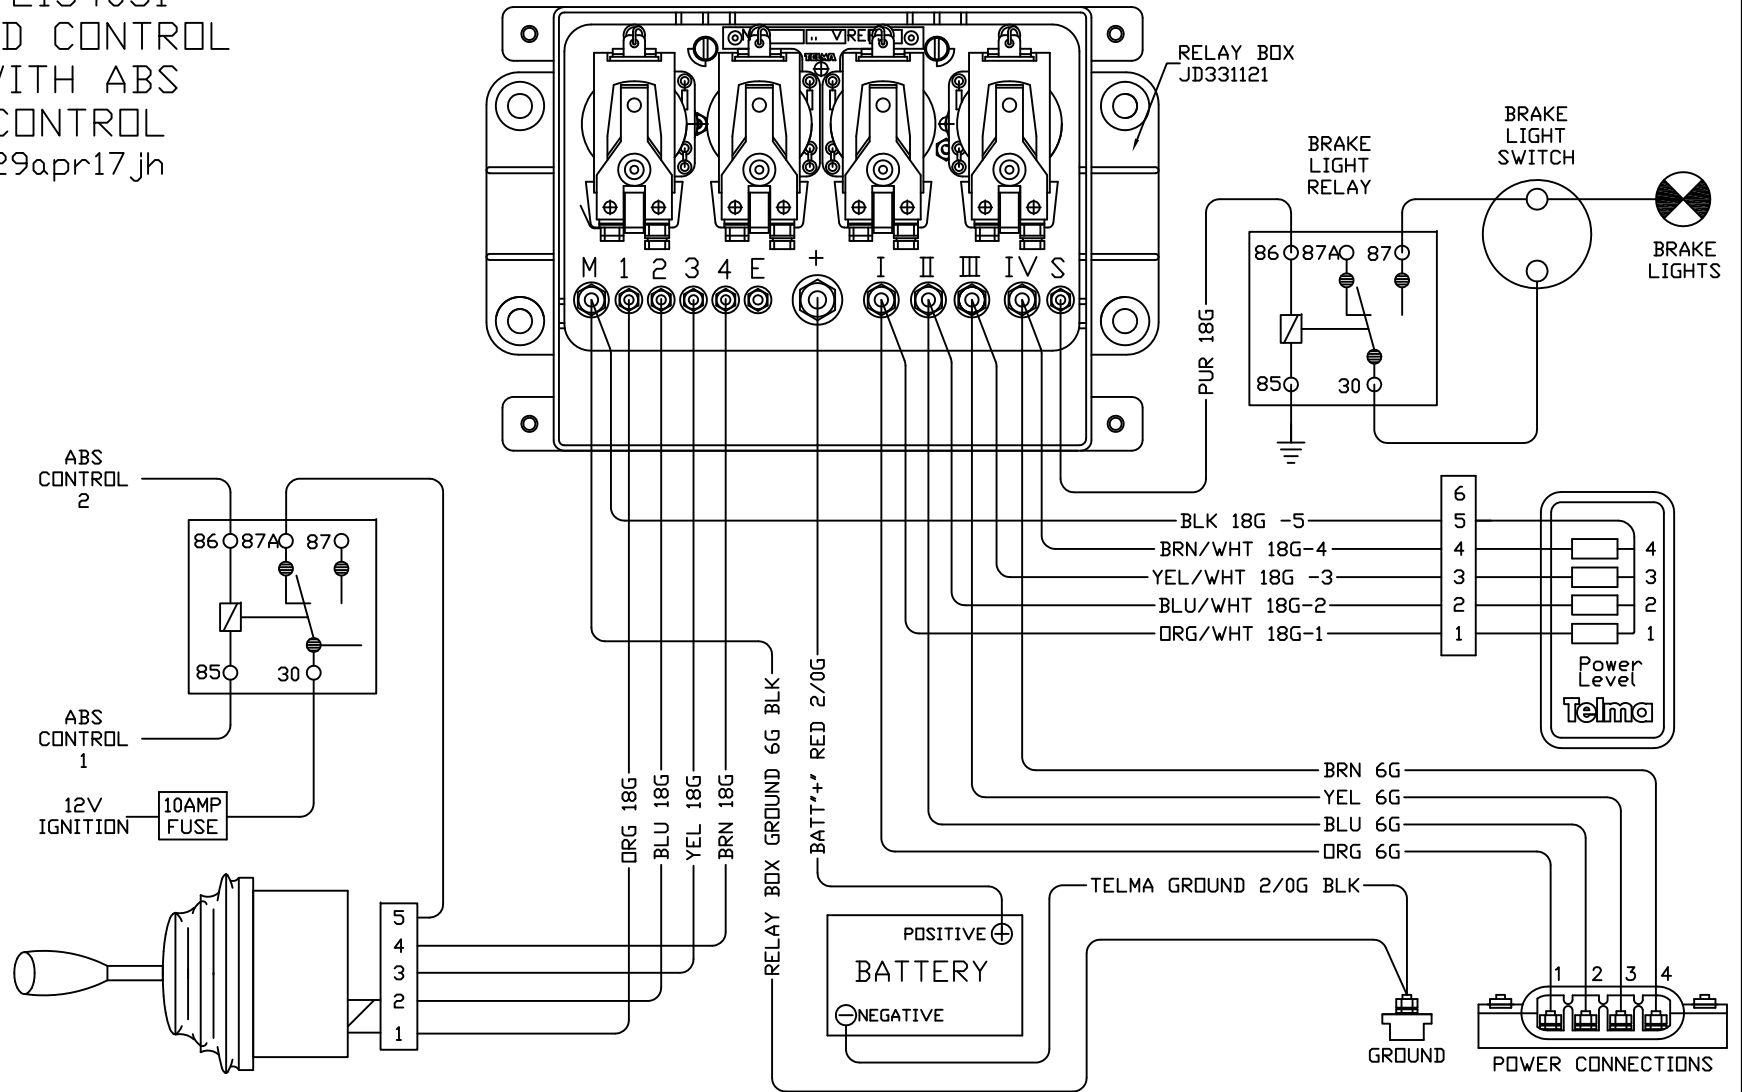 D CONTROL
WITH ABS
CONTROL
29apr17jh
V REF
TELMA
RELAY BOX
JD331121
BRAKE
LIGHT
RELAY
BRAKE
LIGHT
SWITCH
BRAKE
LIGHTS
M 1 2 3 4 E + I II III IV S
86 87A 87
85 30
PUR 18G
ABS
CONTROL
2
86 87A 87
85 30
ABS
CONTROL
1
12V
IGNITION
10AMP
FUSE
6
5
4
3
2
1
BLK 18G -5
BRN/WHT 18G-4
YEL/WHT 18G -3
BLU/WHT 18G-2
ORG/WHT 18G-1
4
3
2
1
Power
Level
Telma
BRN 6G
YEL 6G
BLU 6G
ORG 6G
ORG 18G
BLU 18G
YEL 18G
BRN 18G
RELAY BOX GROUND 6G BLK
BATT"+" RED 2/0G
TELMA GROUND 2/0G BLK
5
4
3
2
1
POSITIVE +
BATTERY
- NEGATIVE
GROUND
1 2 3 4
POWER CONNECTIONS